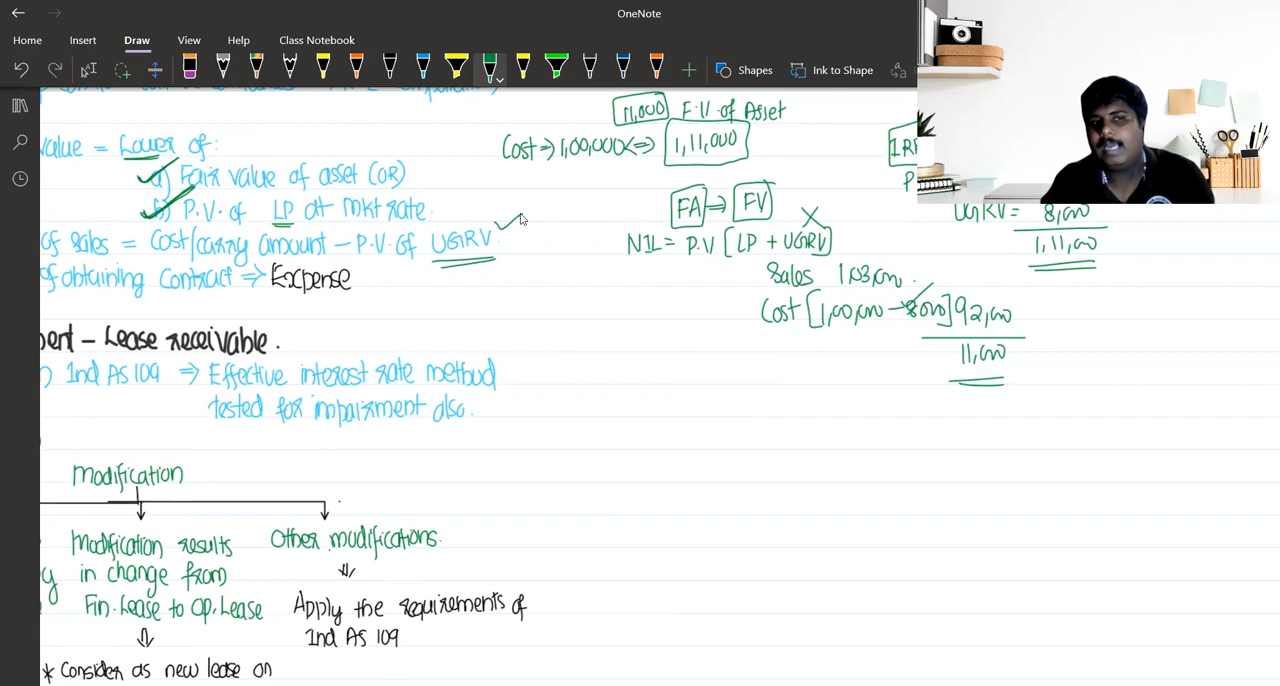 OneNote
Home Insert Draw View Help Class Notebook
Shapes Ink to Shape
value = Lower of:
a) Fair value of asset (OR)
b) P.V. of LP at mkt rate.
of sales = Cost/carry amount - P.V. of UGRV.
of obtaining contract => Expense
- Lease receivable.
Ind As 109 => Effective interest rate method
tested for impairment also.
Modification
Modification results
in change from
Fin. Lease to Op. Lease
* Consider as new lease on
Other modifications.
Apply the requirements of
Ind As 109
11,000 F.V. of Asset
Cost => 1,00,000 <=> 1,11,000
FA => FV X
NIL = P.V [LP + UGRV]
Sales 1,03,000.
Cost [1,00,000 - 8000] 92,000
11,000
UGRV = 8,000
1,11,000